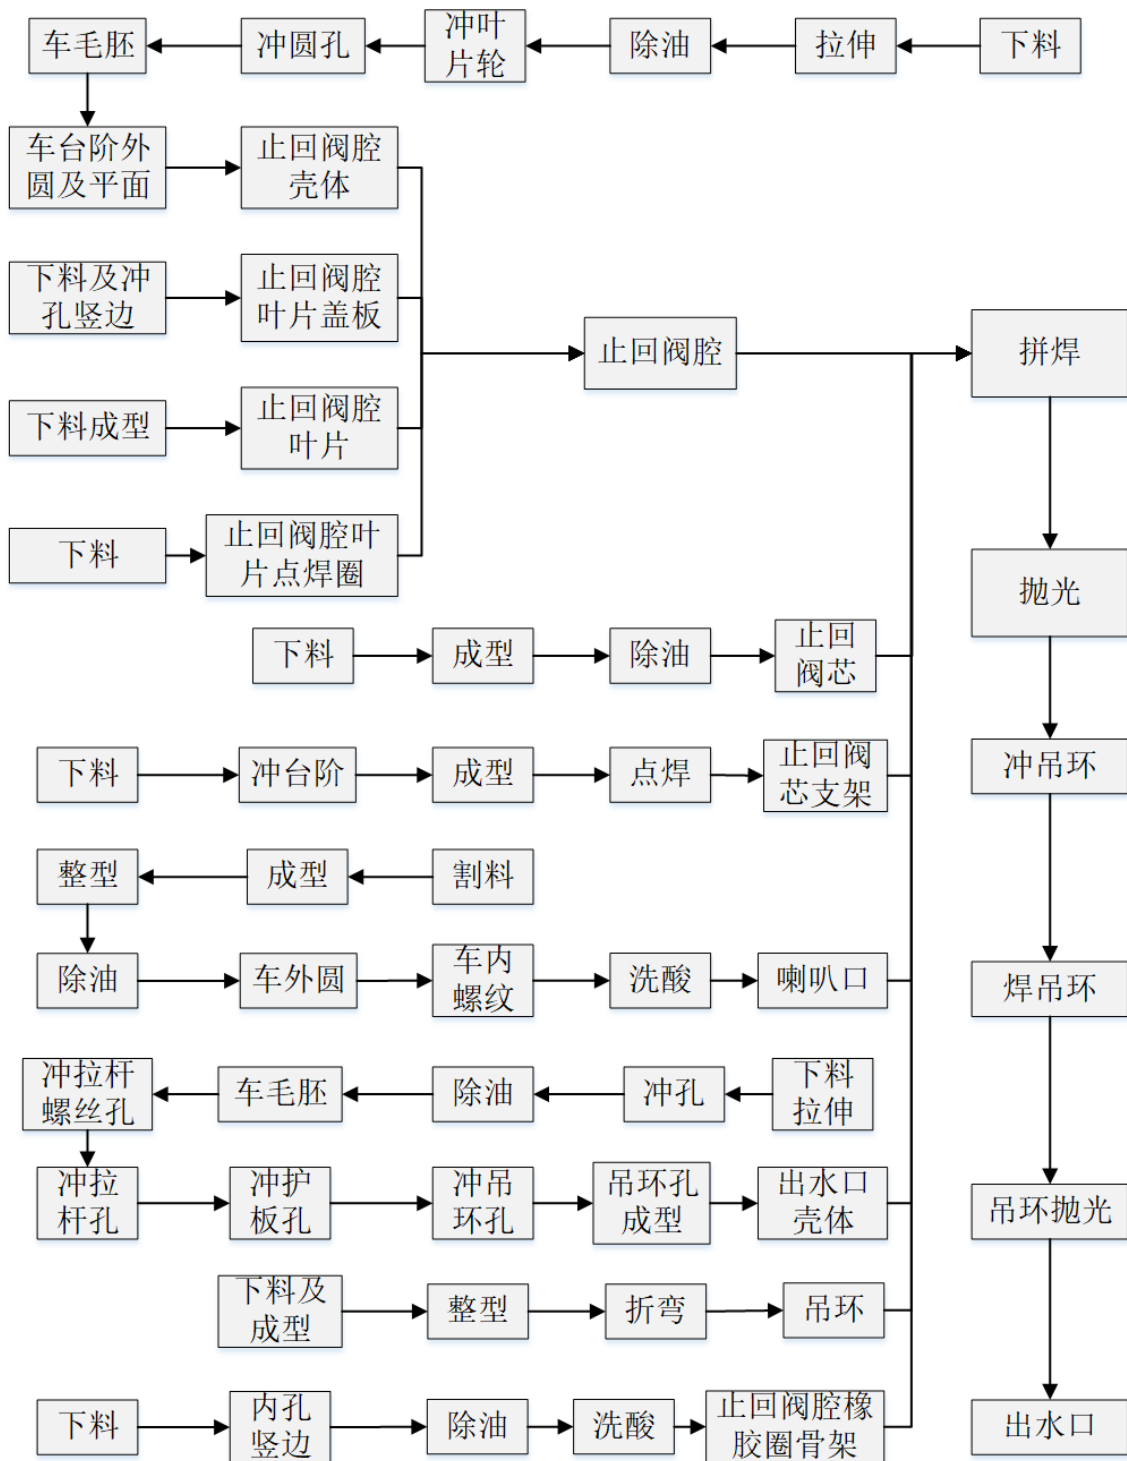 车毛胚
冲圆孔
冲叶
片轮
除油
拉伸
下料
车台阶外
圆及平面
止回阀腔
壳体
下料及冲
孔竖边
止回阀腔
叶片盖板
止回阀腔
拼焊
下料成型
止回阀腔
叶片
下料
止回阀腔叶
片点焊圈
抛光
下料
成型
除油
止回
阀芯
下料
冲台阶
成型
点焊
止回阀
芯支架
冲吊环
整型
成型
割料
除油
车外圆
车内
螺纹
洗酸
喇叭口
焊吊环
冲拉杆
螺丝孔
车毛胚
除油
冲孔
下料
拉伸
冲拉
杆孔
冲护
板孔
冲吊
环孔
吊环孔
成型
出水口
壳体
吊环抛光
下料及
成型
整型
折弯
吊环
下料
内孔
竖边
除油
洗酸
止回阀腔橡
胶圈骨架
出水口